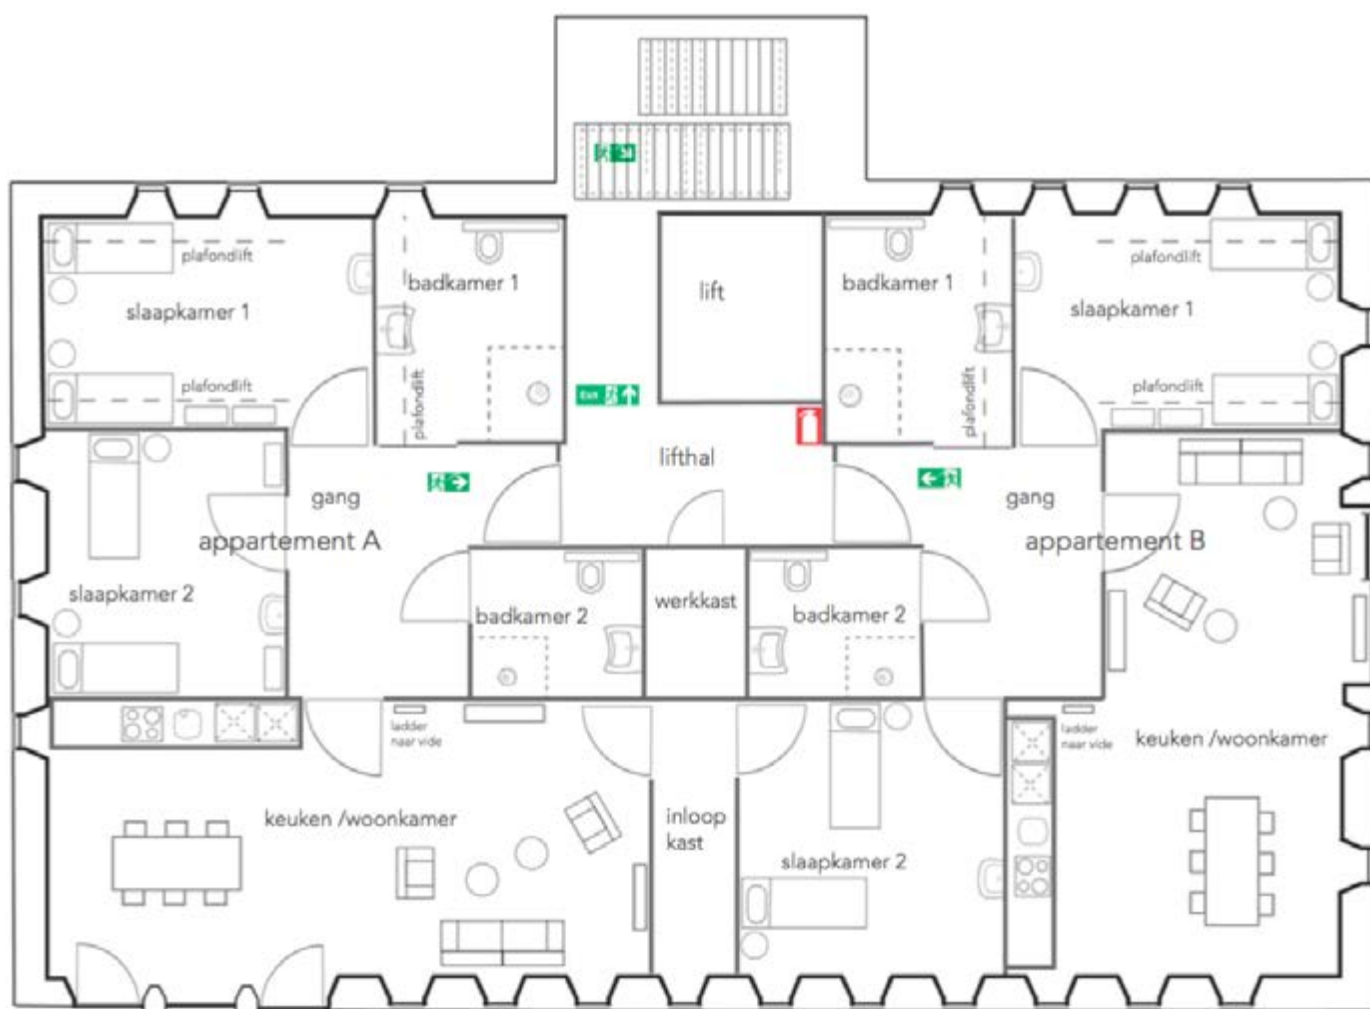 plafondlift
slaapkamer 1
plafondlift
badkamer 1
plafondlift
lift
badkamer 1
plafondlift
plafondlift
slaapkamer 1
plafondlift
Exit
lifthal
gang
appartement A
gang
appartement B
slaapkamer 2
badkamer 2
werkkast
badkamer 2
ladder
naar vide
keuken /woonkamer
inloop
kast
slaapkamer 2
ladder
naar vide
keuken /woonkamer